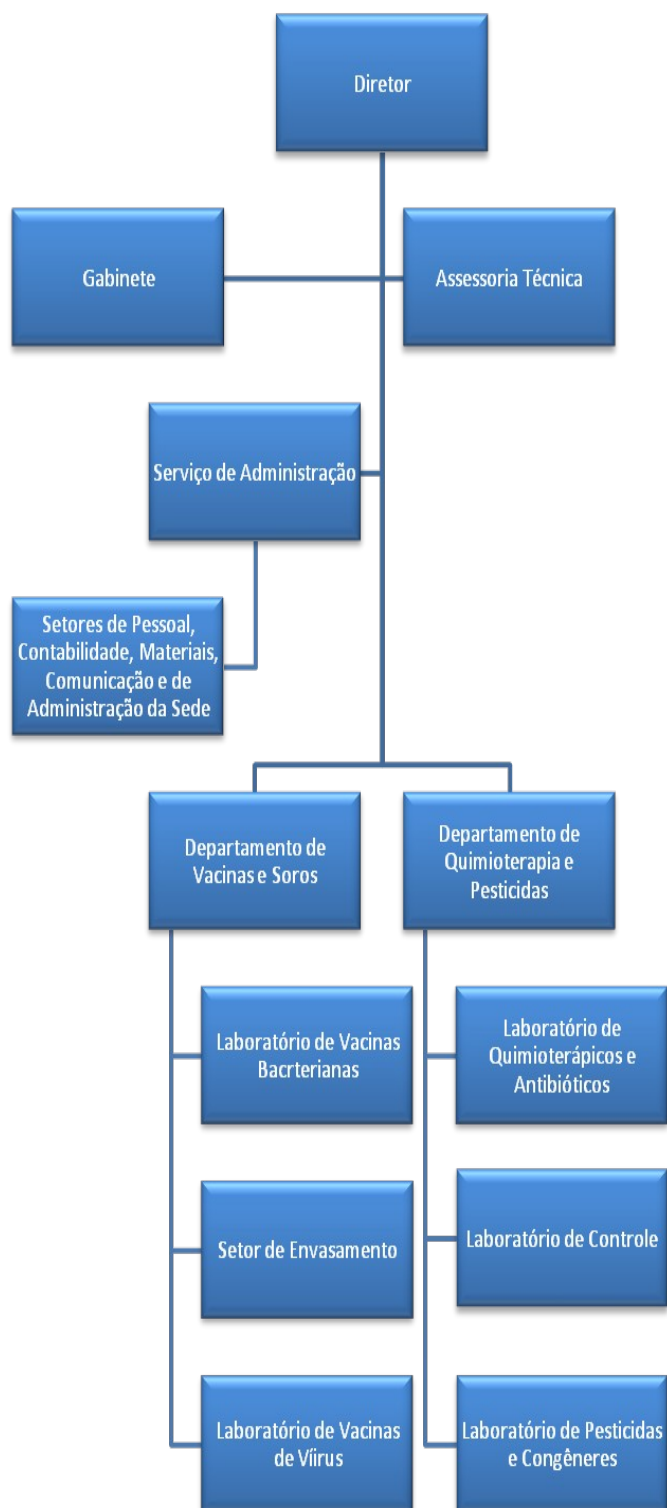 Diretor
Gabinete
Assessoria Técnica
Serviço de Administração
Setores de Pessoal,
Contabilidade, Materiais,
Comunicação e de
Administração da Sede
Departamento de
Vacinas e Soros
Departamento de
Quimioterapia e
Pesticidas
Laboratório de Vacinas
Bacrterianas
Laboratório de
Quimioterápicos e
Antibióticos
Setor de Envasamento
Laboratório de Controle
Laboratório de Vacinas
de Víirus
Laboratório de Pesticidas
e Congêneres